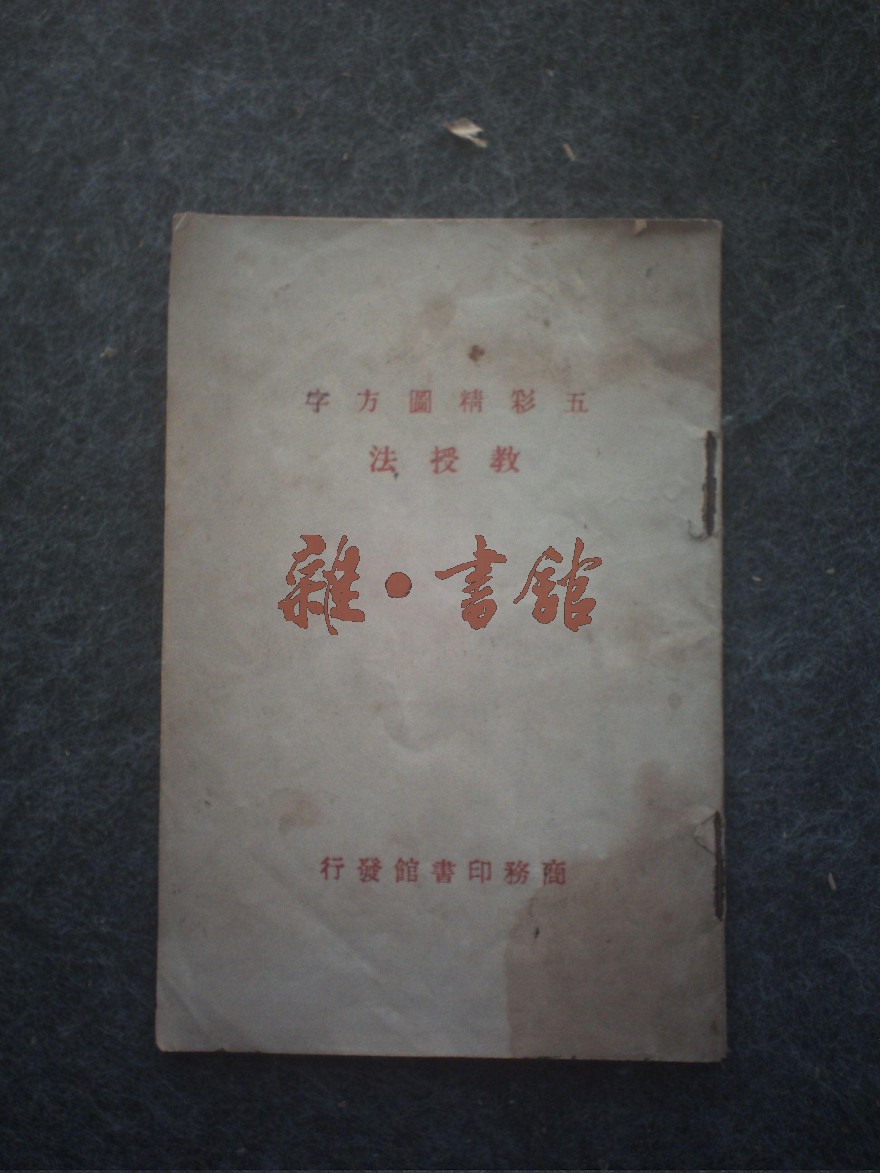 五彩精圖方字
教授法
雜·書館
商務印書館發行